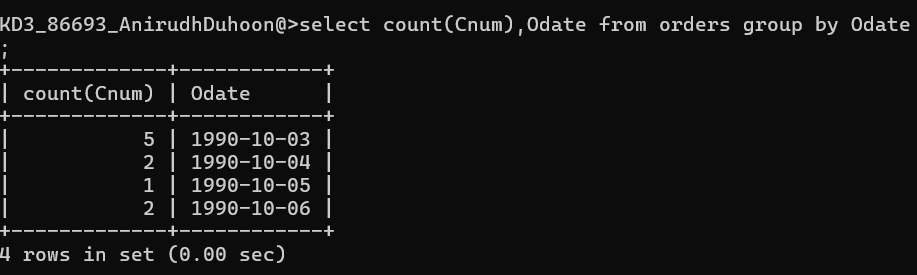 KD3_86693_AnirudhDuhoon@>select count(Cnum),Odate from orders group by Odate
;
+-------------+------------+
| count(Cnum) | Odate      |
+-------------+------------+
|           5 | 1990-10-03 |
|           2 | 1990-10-04 |
|           1 | 1990-10-05 |
|           2 | 1990-10-06 |
+-------------+------------+
4 rows in set (0.00 sec)